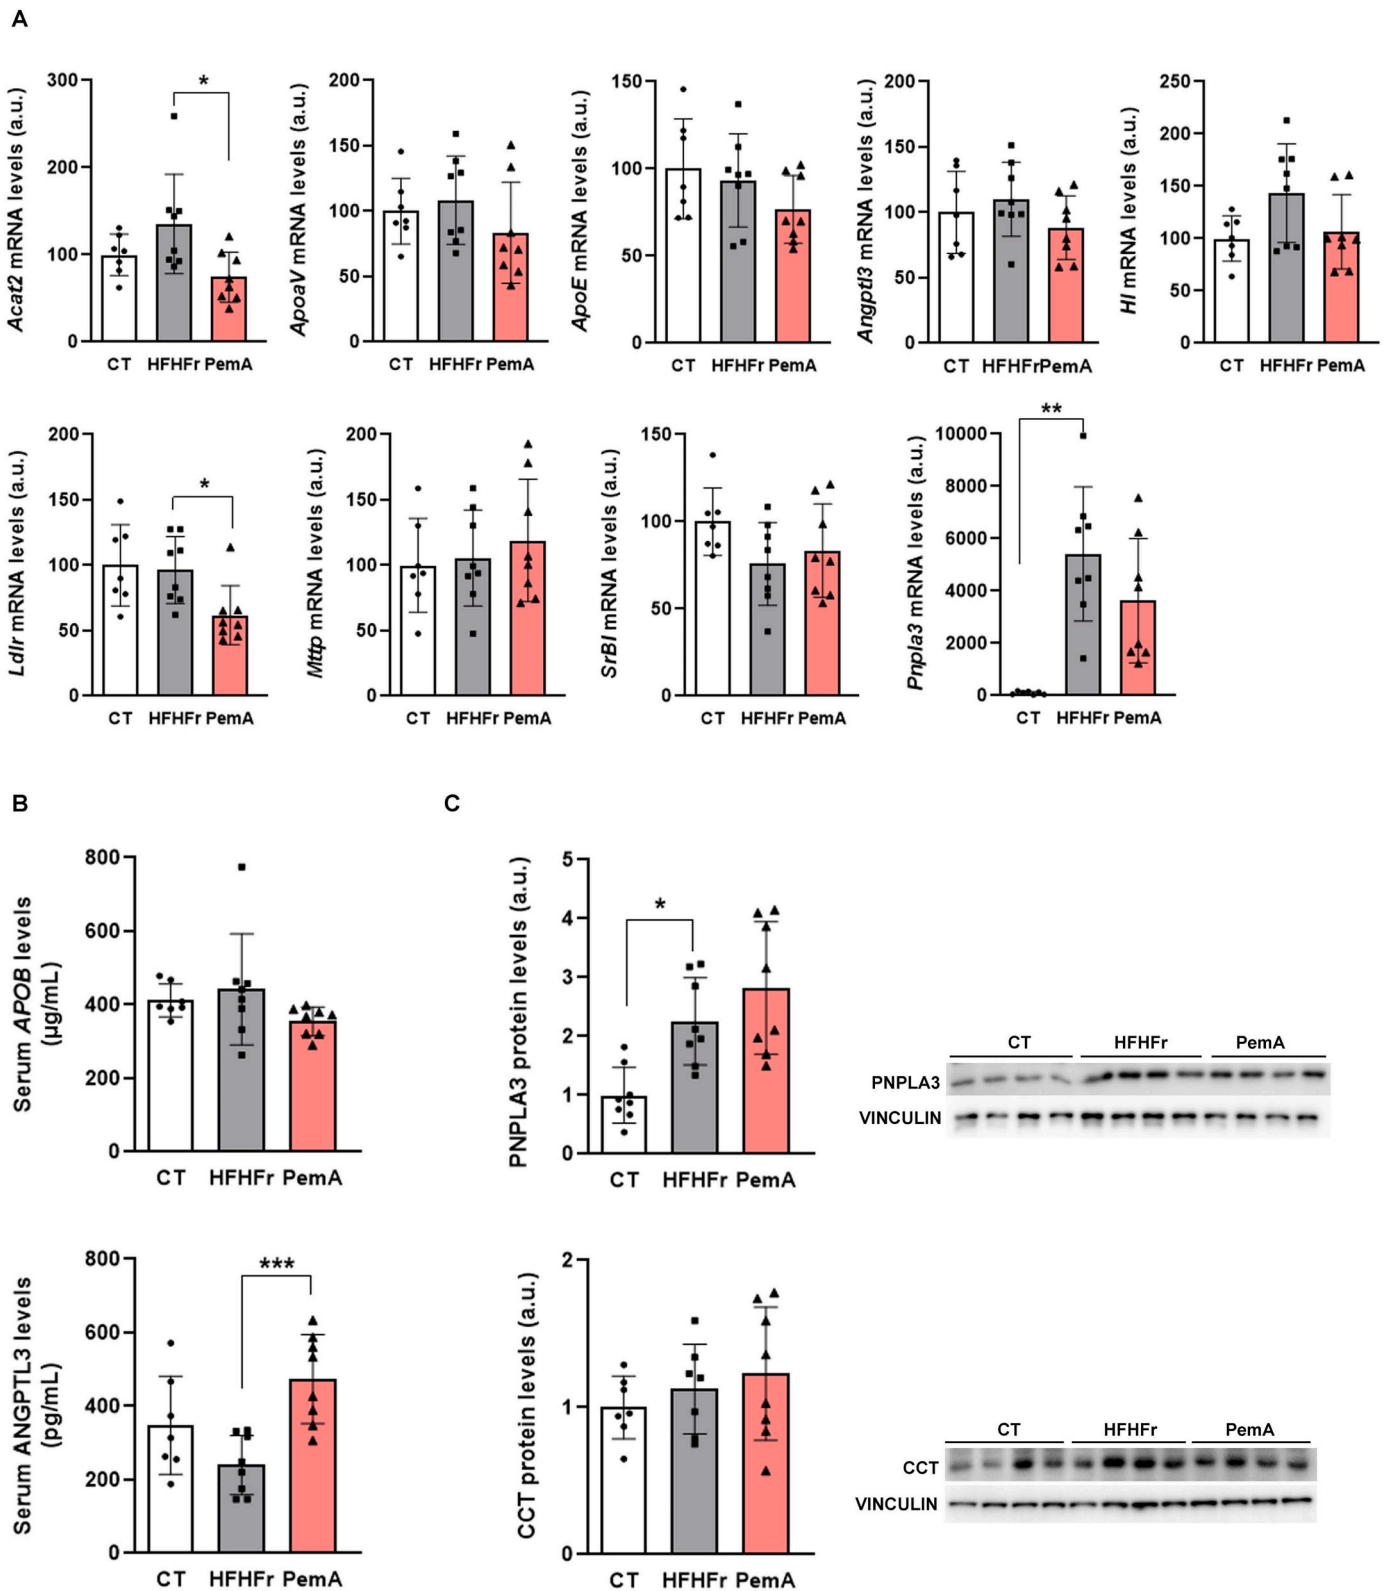 A
Acat2 mRNA levels (a.u.)
300
200
100
0
*
CT HFHFr PemA
ApoaV mRNA levels (a.u.)
200
150
100
50
0
CT HFHFr PemA
ApoE mRNA levels (a.u.)
150
100
50
0
CT HFHFr PemA
Angptl3 mRNA levels (a.u.)
200
150
100
50
0
CT HFHFrPemA
Hl mRNA levels (a.u.)
250
200
150
100
50
0
CT HFHFr PemA
Ldlr mRNA levels (a.u.)
200
150
100
50
0
*
CT HFHFr PemA
Mttp mRNA levels (a.u.)
200
150
100
50
0
CT HFHFr PemA
SrBI mRNA levels (a.u.)
150
100
50
0
CT HFHFr PemA
Pnpla3 mRNA levels (a.u.)
10000
8000
6000
4000
2000
0
**
CT HFHFr PemA
B
Serum APOB levels
(µg/mL)
800
600
400
200
0
CT HFHFr PemA
Serum ANGPTL3 levels
(pg/mL)
800
600
400
200
0
***
CT HFHFr PemA
C
PNPLA3 protein levels (a.u.)
5
4
3
2
1
0
*
CT HFHFr PemA
CT HFHFr PemA
PNPLA3
VINCULIN
CCT protein levels (a.u.)
2
1
0
CT HFHFr PemA
CT HFHFr PemA
CCT
VINCULIN